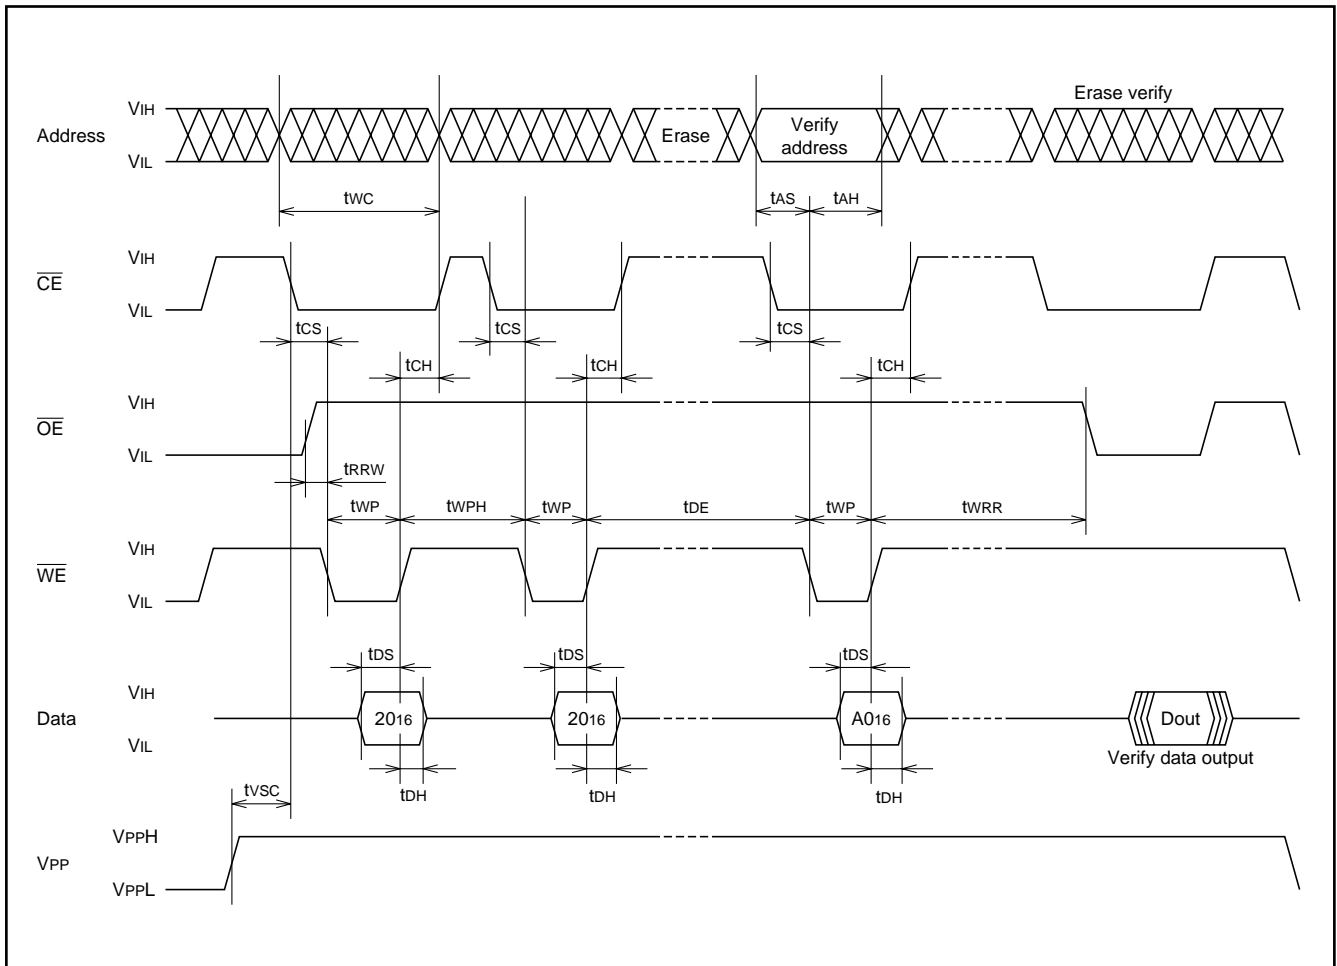 Erase verify
VIH
Address
Erase
Verify
address
VIL
tWC
tAS
tAH
VIH
CE
VIL
tCS
tCS
tCS
tCH
tCH
tCH
VIH
OE
VIL
tRRW
tWP
tWPH
tWP
tDE
tWP
tWRR
VIH
WE
VIL
tDS
tDS
tDS
VIH
Data
2016
2016
A016
Dout
VIL
Verify data output
tDH
tDH
tDH
tVSC
VPPH
VPP
VPPL